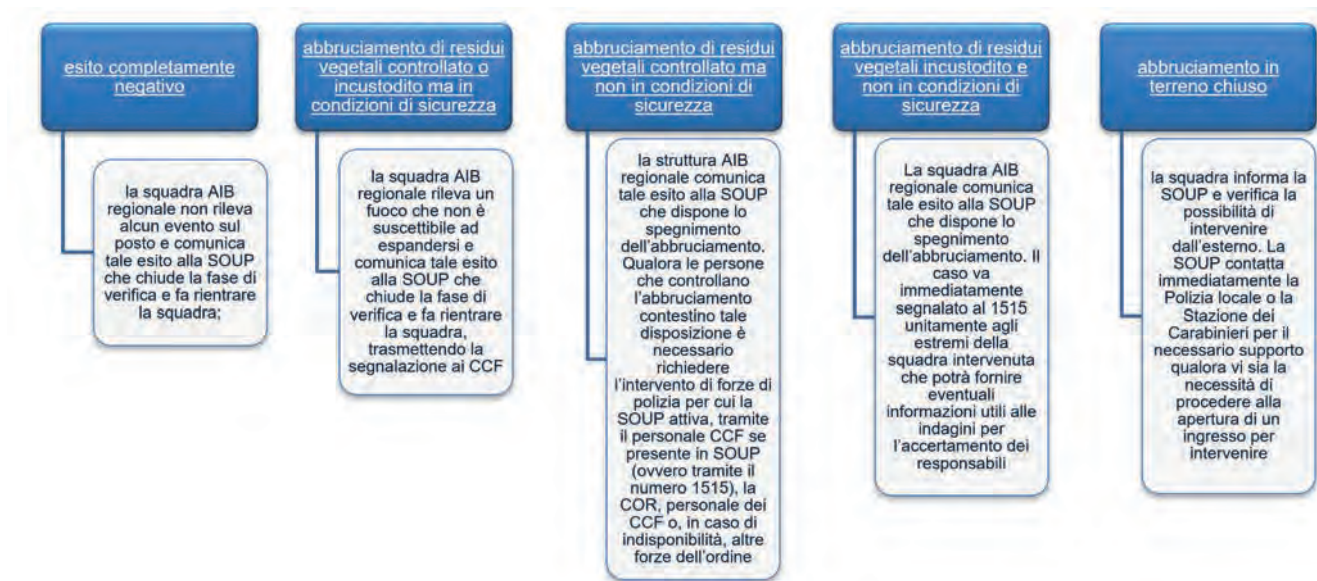 esito completamente
negativo
la squadra AIB
regionale non rileva
alcun evento sul
posto e comunica
tale esito alla SOUP
che chiude la fase di
verifica e fa rientrare
la squadra;
abbruciamento di residui
vegetali controllato o
incustodito ma in
condizioni di sicurezza
la squadra AIB
regionale rileva un
fuoco che non è
suscettibile ad
espandersi e
comunica tale esito
alla SOUP che
chiude la fase di
verifica e fa rientrare
la squadra,
trasmettendo la
segnalazione ai CCF
abbruciamento di residui
vegetali controllato ma
non in condizioni di
sicurezza
la struttura AIB
regionale comunica
tale esito alla SOUP
che dispone lo
spegnimento
dell'abbruciamento.
Qualora le persone
che controllano
l'abbruciamento
contestino tale
disposizione è
necessario
richiedere
l'intervento di forze di
polizia per cui la
SOUP attiva, tramite
il personale CCF se
presente in SOUP
(ovvero tramite il
numero 1515), la
COR, personale dei
CCF o, in caso di
indisponibilità, altre
forze dell'ordine
abbruciamento di residui
vegetali incustodito e
non in condizioni di
sicurezza
La squadra AIB
regionale comunica
tale esito alla SOUP
che dispone lo
spegnimento
dell'abbruciamento. Il
caso va
immediatamente
segnalato al 1515
unitamente agli
estremi della
squadra intervenuta
che potrà fornire
eventuali
informazioni utili alle
indagini per
l'accertamento dei
responsabili
abbruciamento in
terreno chiuso
la squadra informa la
SOUP e verifica la
possibilità di
intervenire
dall'esterno. La
SOUP contatta
immediatamente la
Polizia locale o la
Stazione dei
Carabinieri per il
necessario supporto
qualora vi sia la
necessità di
procedere alla
apertura di un
ingresso per
intervenire